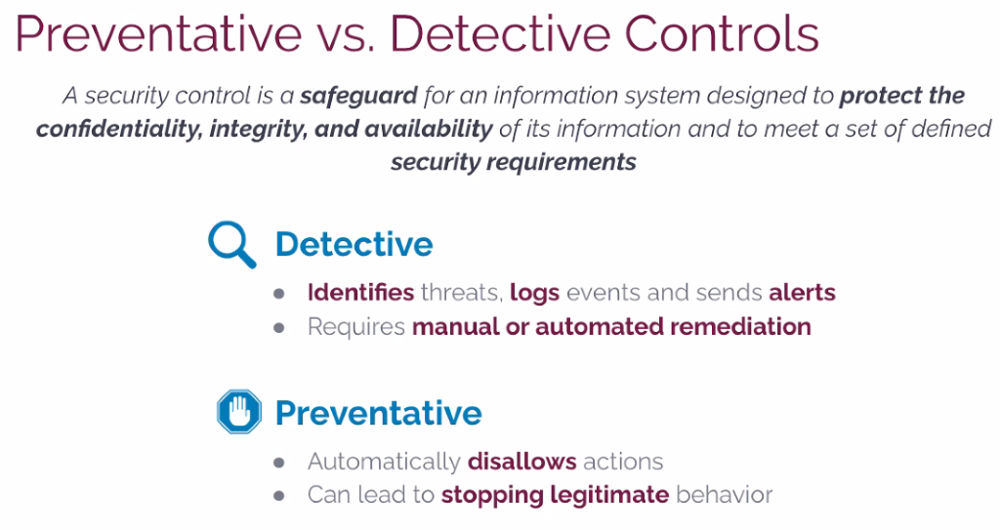 Preventative vs. Detective Controls
A security control is a safeguard for an information system designed to protect the
confidentiality, integrity, and availability of its information and to meet a set of defined
security requirements
Detective
● Identifies threats, logs events and sends alerts
● Requires manual or automated remediation
Preventative
● Automatically disallows actions
● Can lead to stopping legitimate behavior